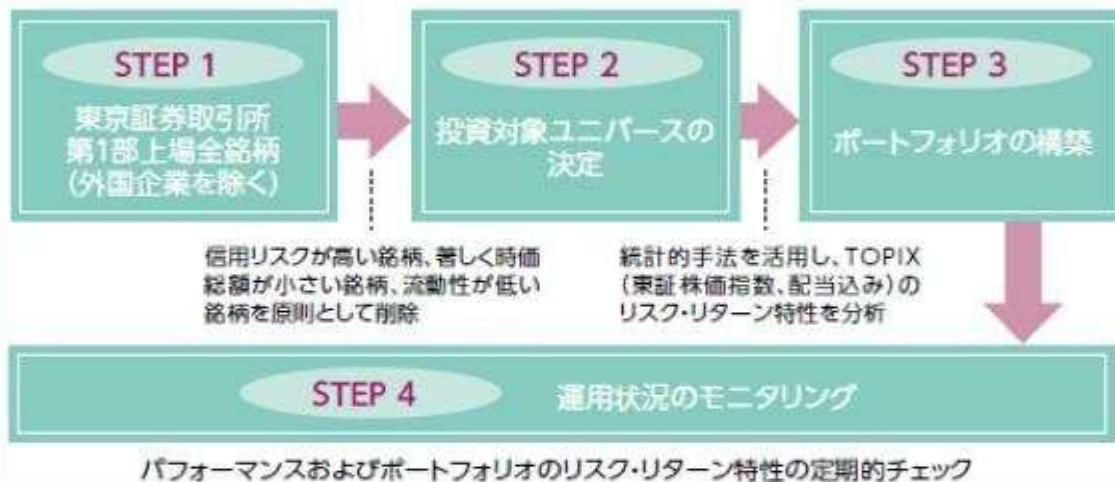 STEP 1
東京証券取引所
第1部上場全銘柄
(外国企業を除く)
STEP 2
投資対象ユニバースの
決定
STEP 3
ポートフォリオの構築
信用リスクが高い銘柄、著しく時価
総額が小さい銘柄、流動性が低い
銘柄を原則として削除
統計的手法を活用し、TOPIX
(東証株価指数、配当込み)の
リスク・リターン特性を分析
STEP 4
運用状況のモニタリング
パフォーマンスおよびポートフォリオのリスク・リターン特性の定期的チェック